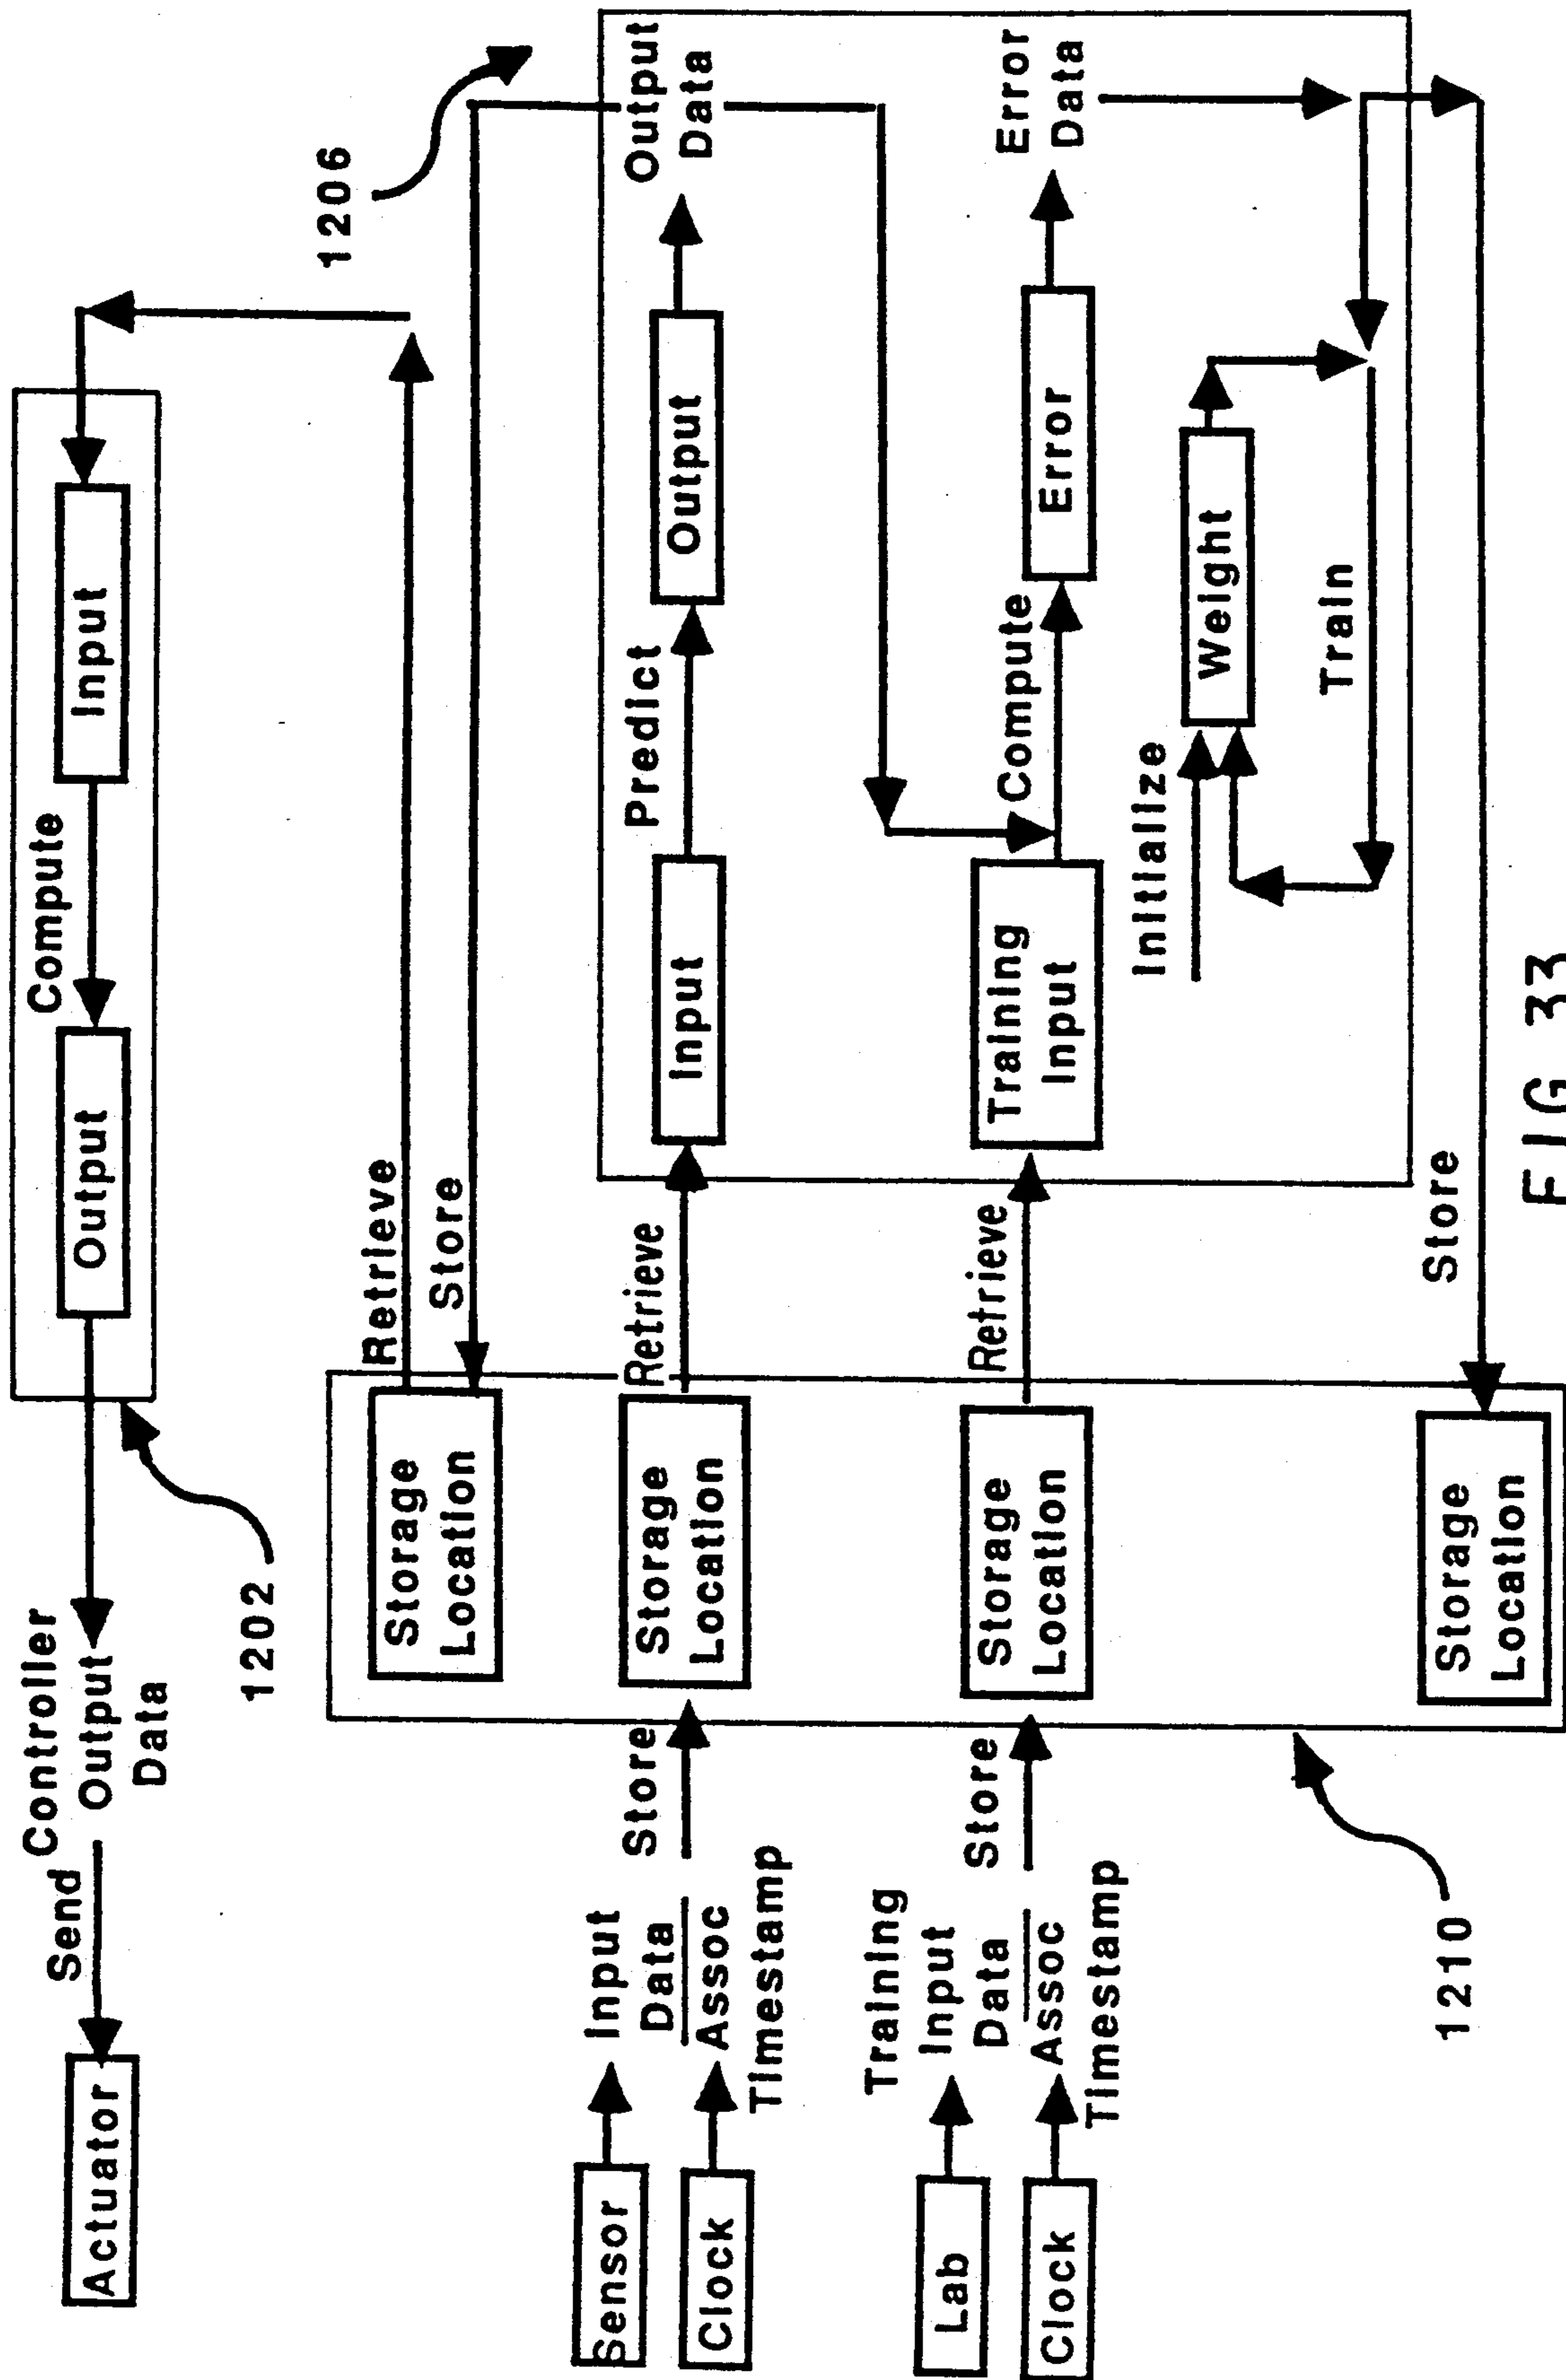 Actuator
Send
Controller
Output
Data
Output
Compute
Input
1202
1206
Retrieve
Store
Storage
Location
Sensor
Input
Data
Clock
Assoc
Timestamp
Store
Storage
Location
Retrieve
Input
Predict
Output
Output
Data
Lab
Training
Input
Data
Clock
Assoc
Timestamp
Store
Storage
Location
Retrieve
Training
Input
Compute
Error
Error
Data
Initialize
Weight
Train
1210
Storage
Location
Store
FIG 33